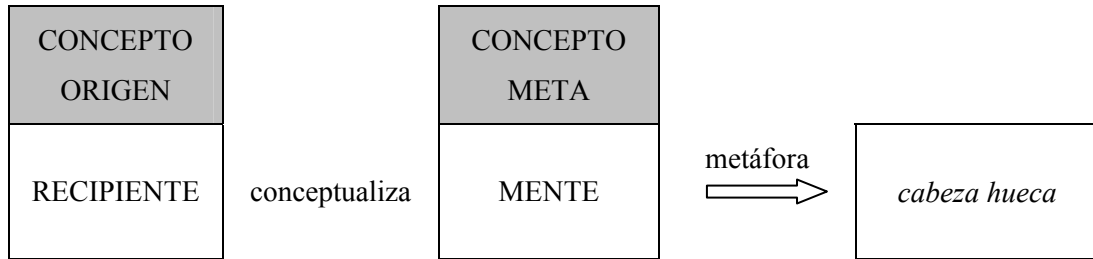 CONCEPTO
ORIGEN
CONCEPTO
META
RECIPIENTE
conceptualiza
MENTE
metáfora
cabeza hueca